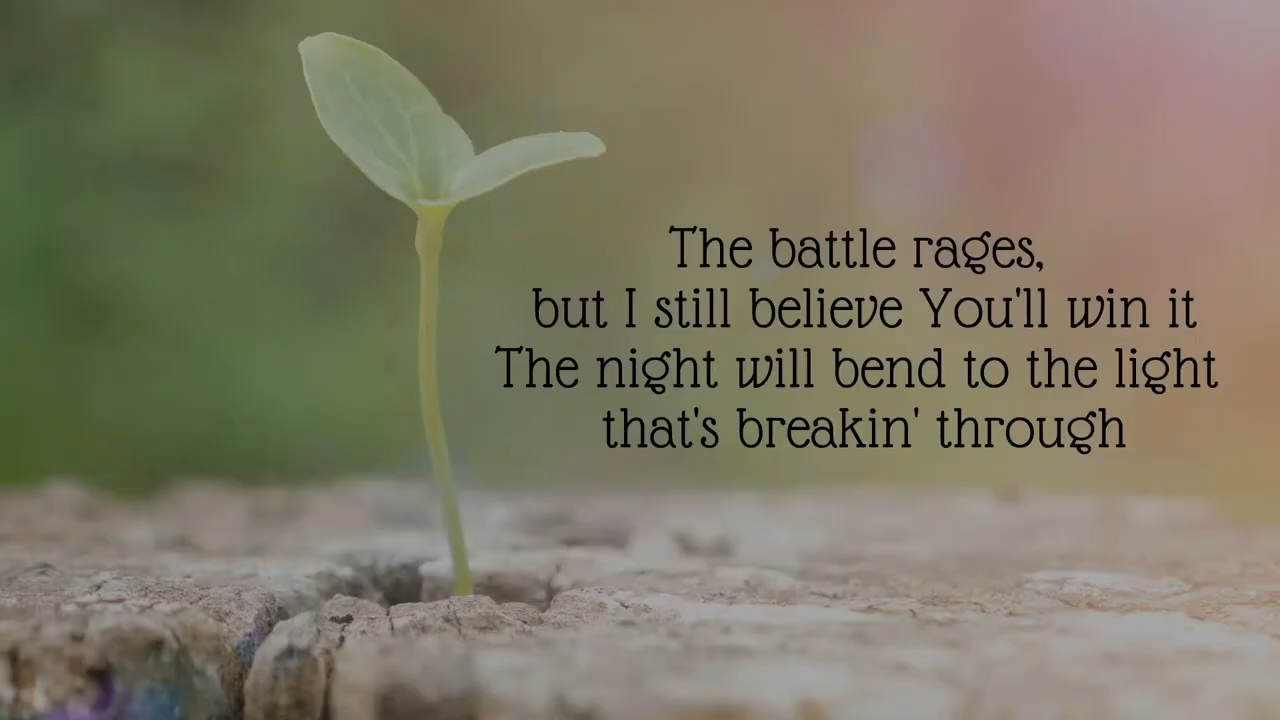 The battle rages,
but I still believe You'll win it
The night will bend to the light
that's breakin' through